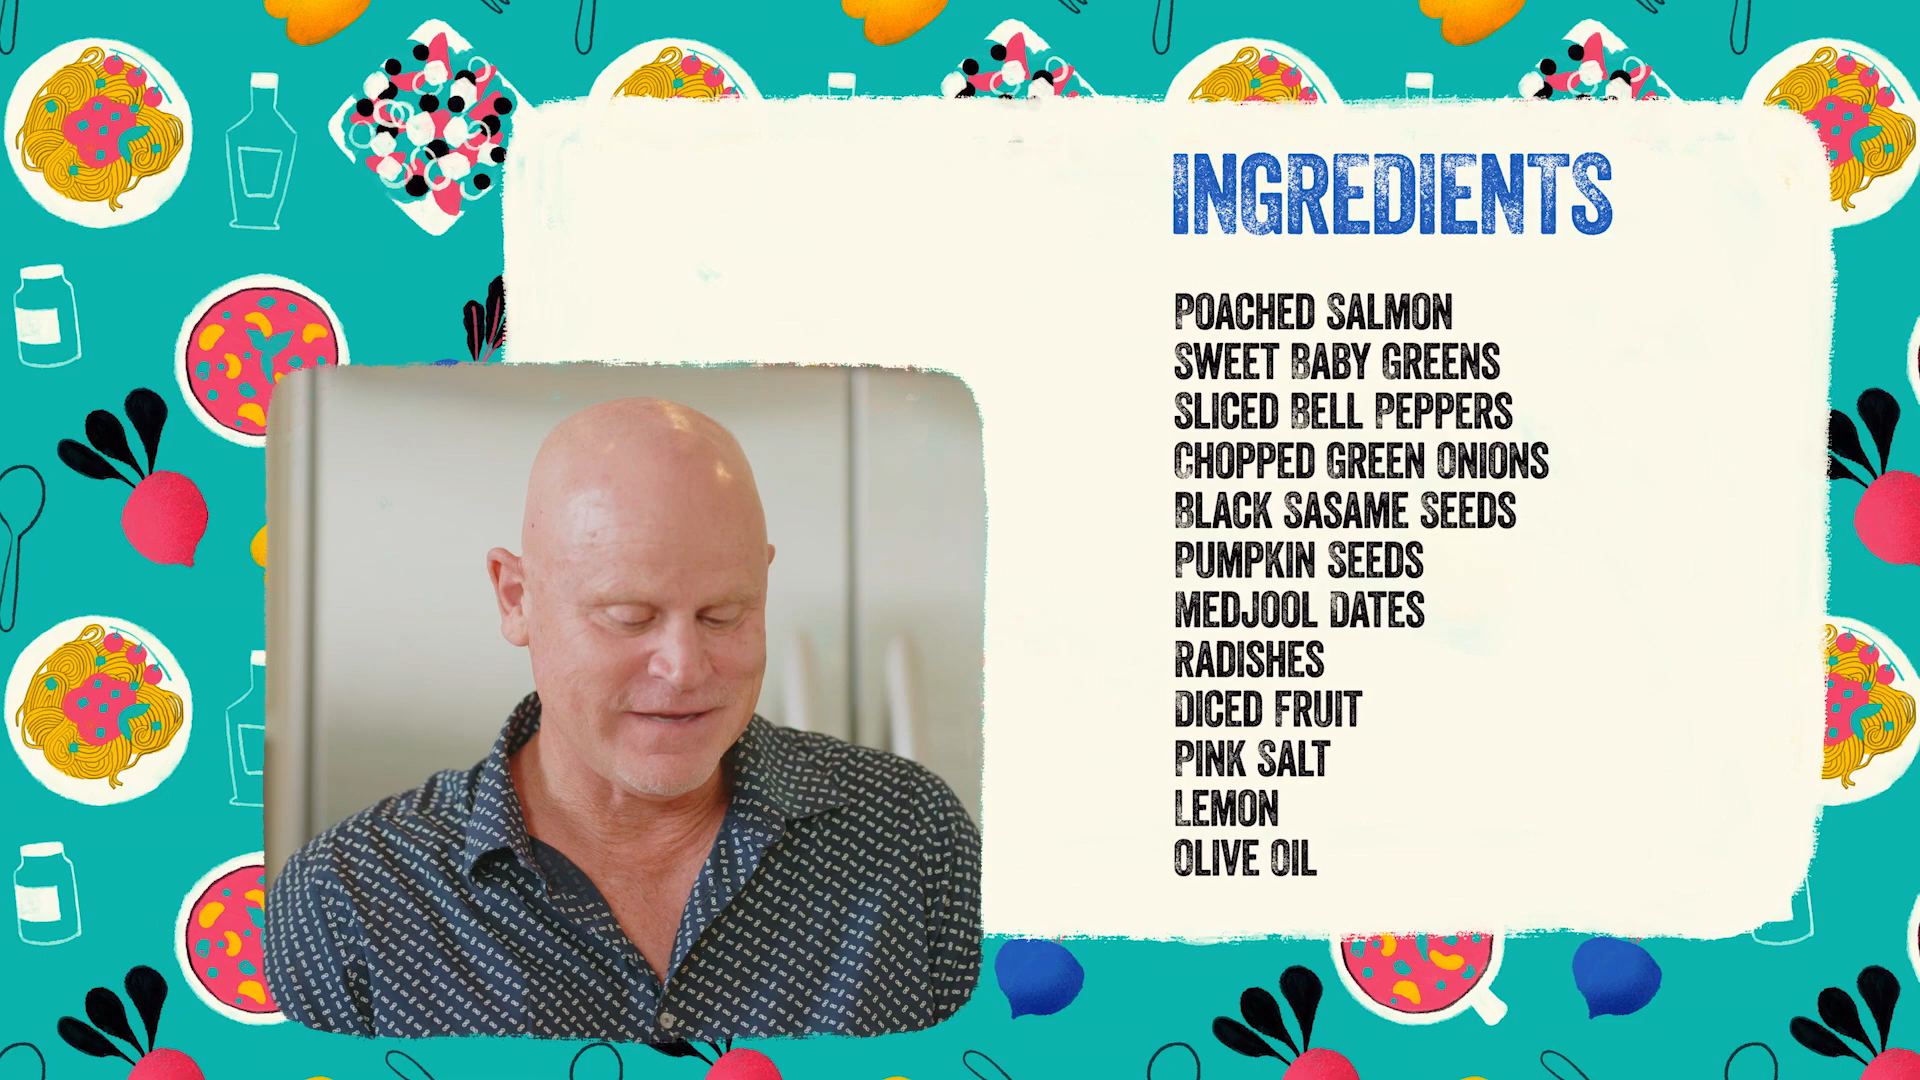 INGREDIENTS
POACHED SALMON
SWEET BABY GREENS
SLICED BELL PEPPERS
CHOPPED GREEN ONIONS
BLACK SASAME SEEDS
PUMPKIN SEEDS
MEDJOOL DATES
RADISHES
DICED FRUIT
PINK SALT
LEMON
OLIVE OIL